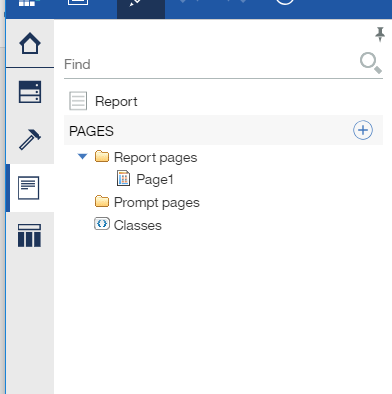 Find
Report
PAGES
Report pages
Page1
Prompt pages
Classes